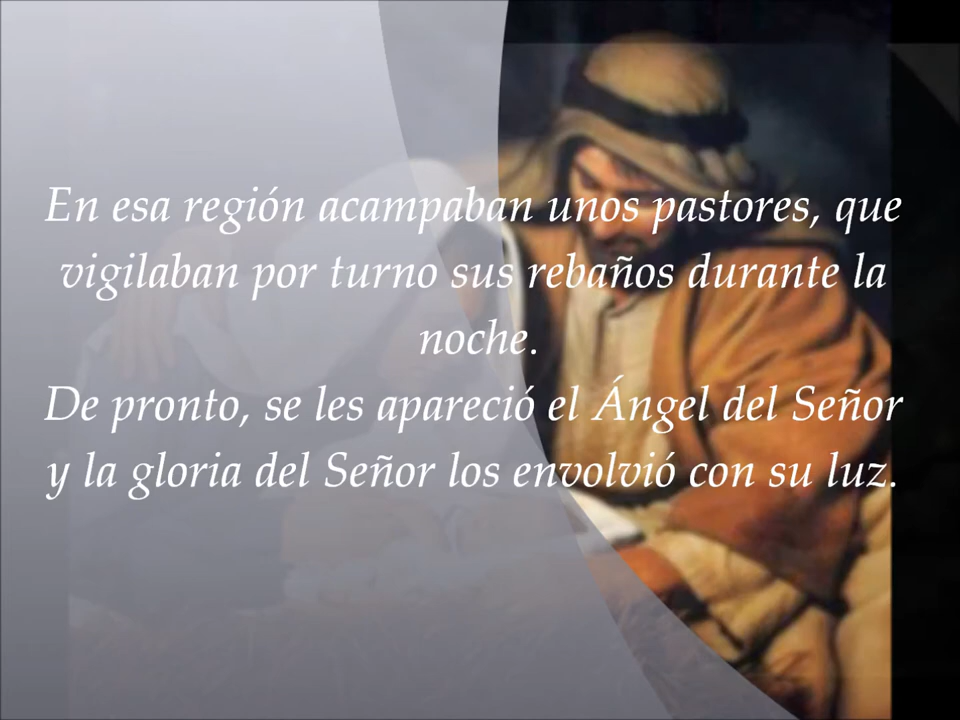 En esa región acampaban unos pastores, que
vigilaban por turno sus rebaños durante la
noche.
De pronto, se les apareció el Ángel del Señor
y la gloria del Señor los envolvió con su luz.